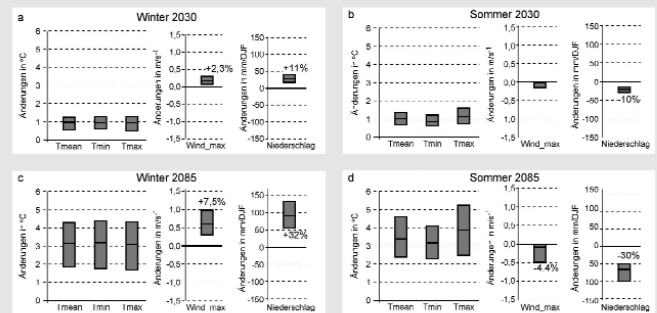 a
Winter 2030
Änderungen in °C
6
5
4
3
2
1
0
Tmean Tmin Tmax
Änderungen in m/s⁻¹
1,5
1,0
0,5
0,0
-0,5
-1,0
-1,5
+2,3%
Wind_max
Änderungen in mm/DJF
150
100
50
0
-50
-100
-150
+11%
Niederschlag
b
Sommer 2030
Änderungen in °C
6
5
4
3
2
1
0
Tmean Tmin Tmax
Änderungen in m/s⁻¹
1,5
1,0
0,5
0,0
-0,5
-1,0
-1,5
Wind_max
Änderungen in mm/DJF
150
100
50
0
-50
-100
-150
-10%
Niederschlag
c
Winter 2085
Änderungen in °C
6
5
4
3
2
1
0
Tmean Tmin Tmax
Änderungen in m/s⁻¹
1,5
1,0
0,5
0,0
-0,5
-1,0
-1,5
+7,5%
Wind_max
Änderungen in mm/DJF
150
100
50
0
-50
-100
-150
+32%
Niederschlag
d
Sommer 2085
Änderungen in °C
6
5
4
3
2
1
0
Tmean Tmin Tmax
Änderungen in m/s⁻¹
1,5
1,0
0,5
0,0
-0,5
-1,0
-1,5
-4.4%
Wind_max
Änderungen in mm/DJF
150
100
50
0
-50
-100
-150
-30%
Niederschlag